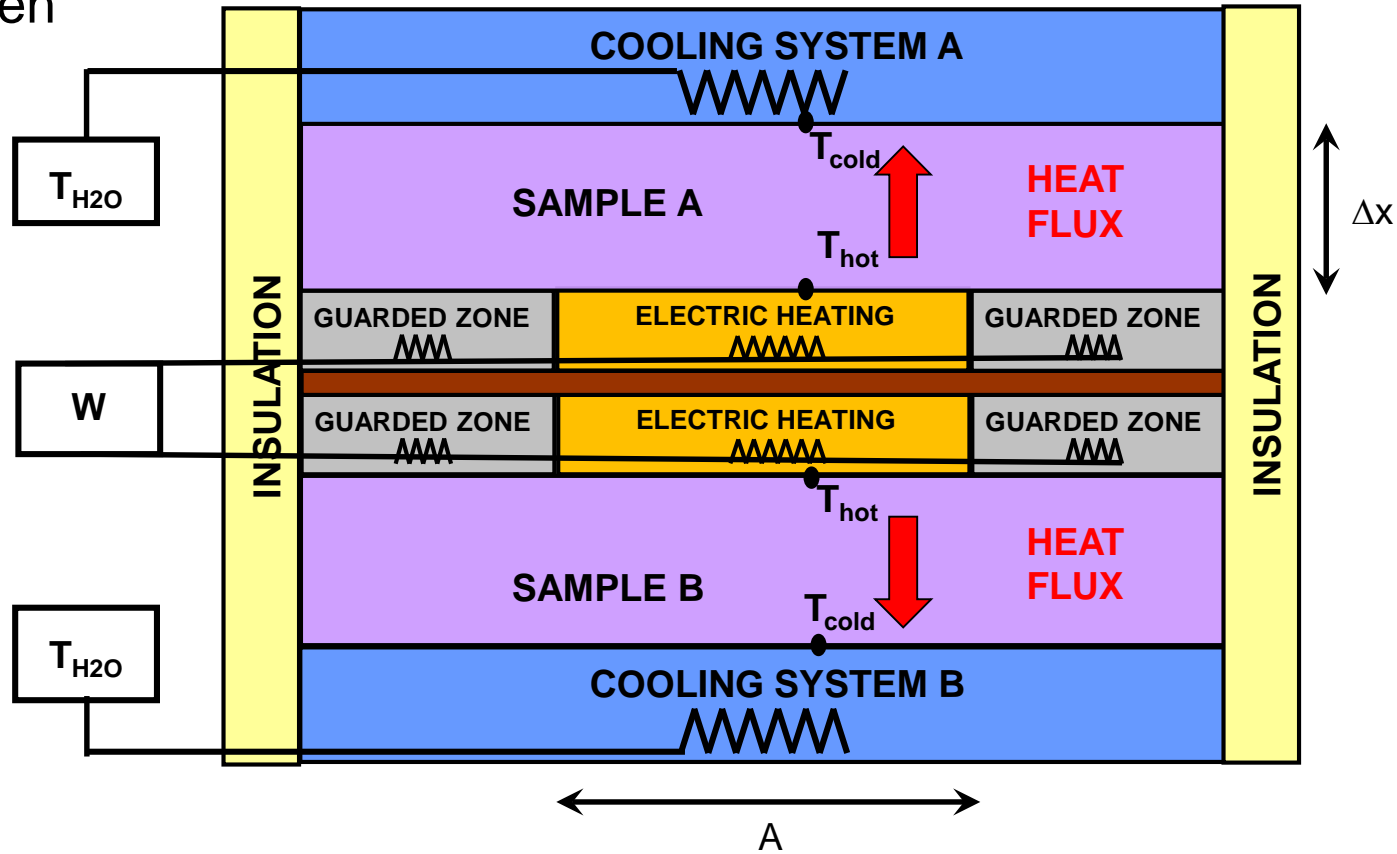 en
COOLING SYSTEM A
T_cold
T_H2O
SAMPLE A
HEAT
FLUX
Δx
T_hot
INSULATION
GUARDED ZONE
ELECTRIC HEATING
GUARDED ZONE
INSULATION
W
GUARDED ZONE
ELECTRIC HEATING
GUARDED ZONE
T_hot
HEAT
FLUX
SAMPLE B
T_cold
T_H2O
COOLING SYSTEM B
A